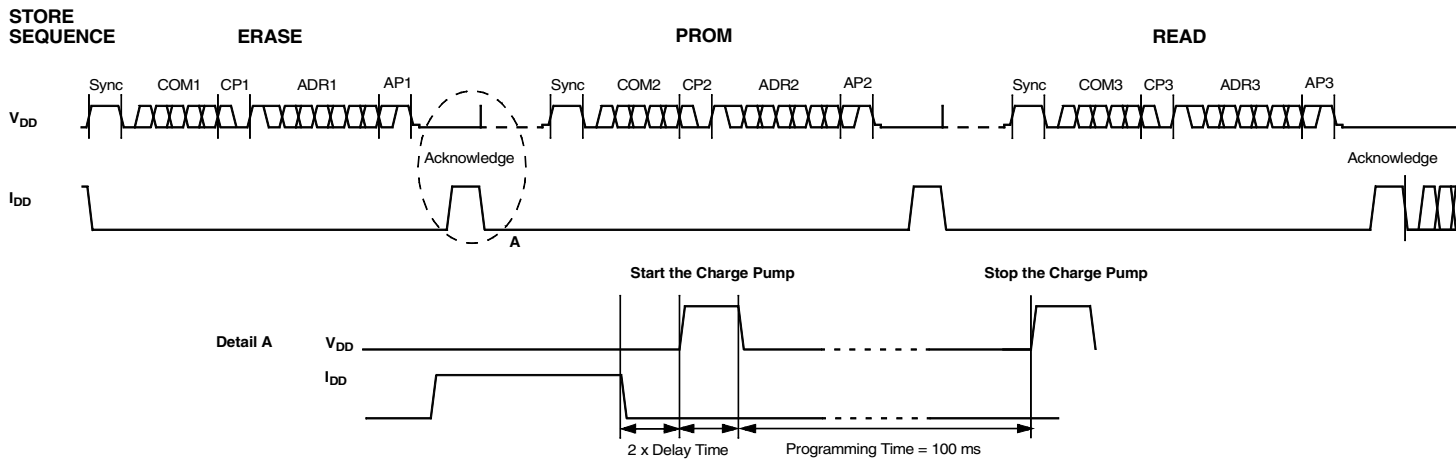 STORE
SEQUENCE
ERASE
PROM
READ
Sync COM1 CP1 ADR1 AP1
Sync COM2 CP2 ADR2 AP2
Sync COM3 CP3 ADR3 AP3
VDD
Acknowledge
Acknowledge
IDD
A
Start the Charge Pump
Stop the Charge Pump
Detail A
VDD
IDD
2 x Delay Time
Programming Time = 100 ms